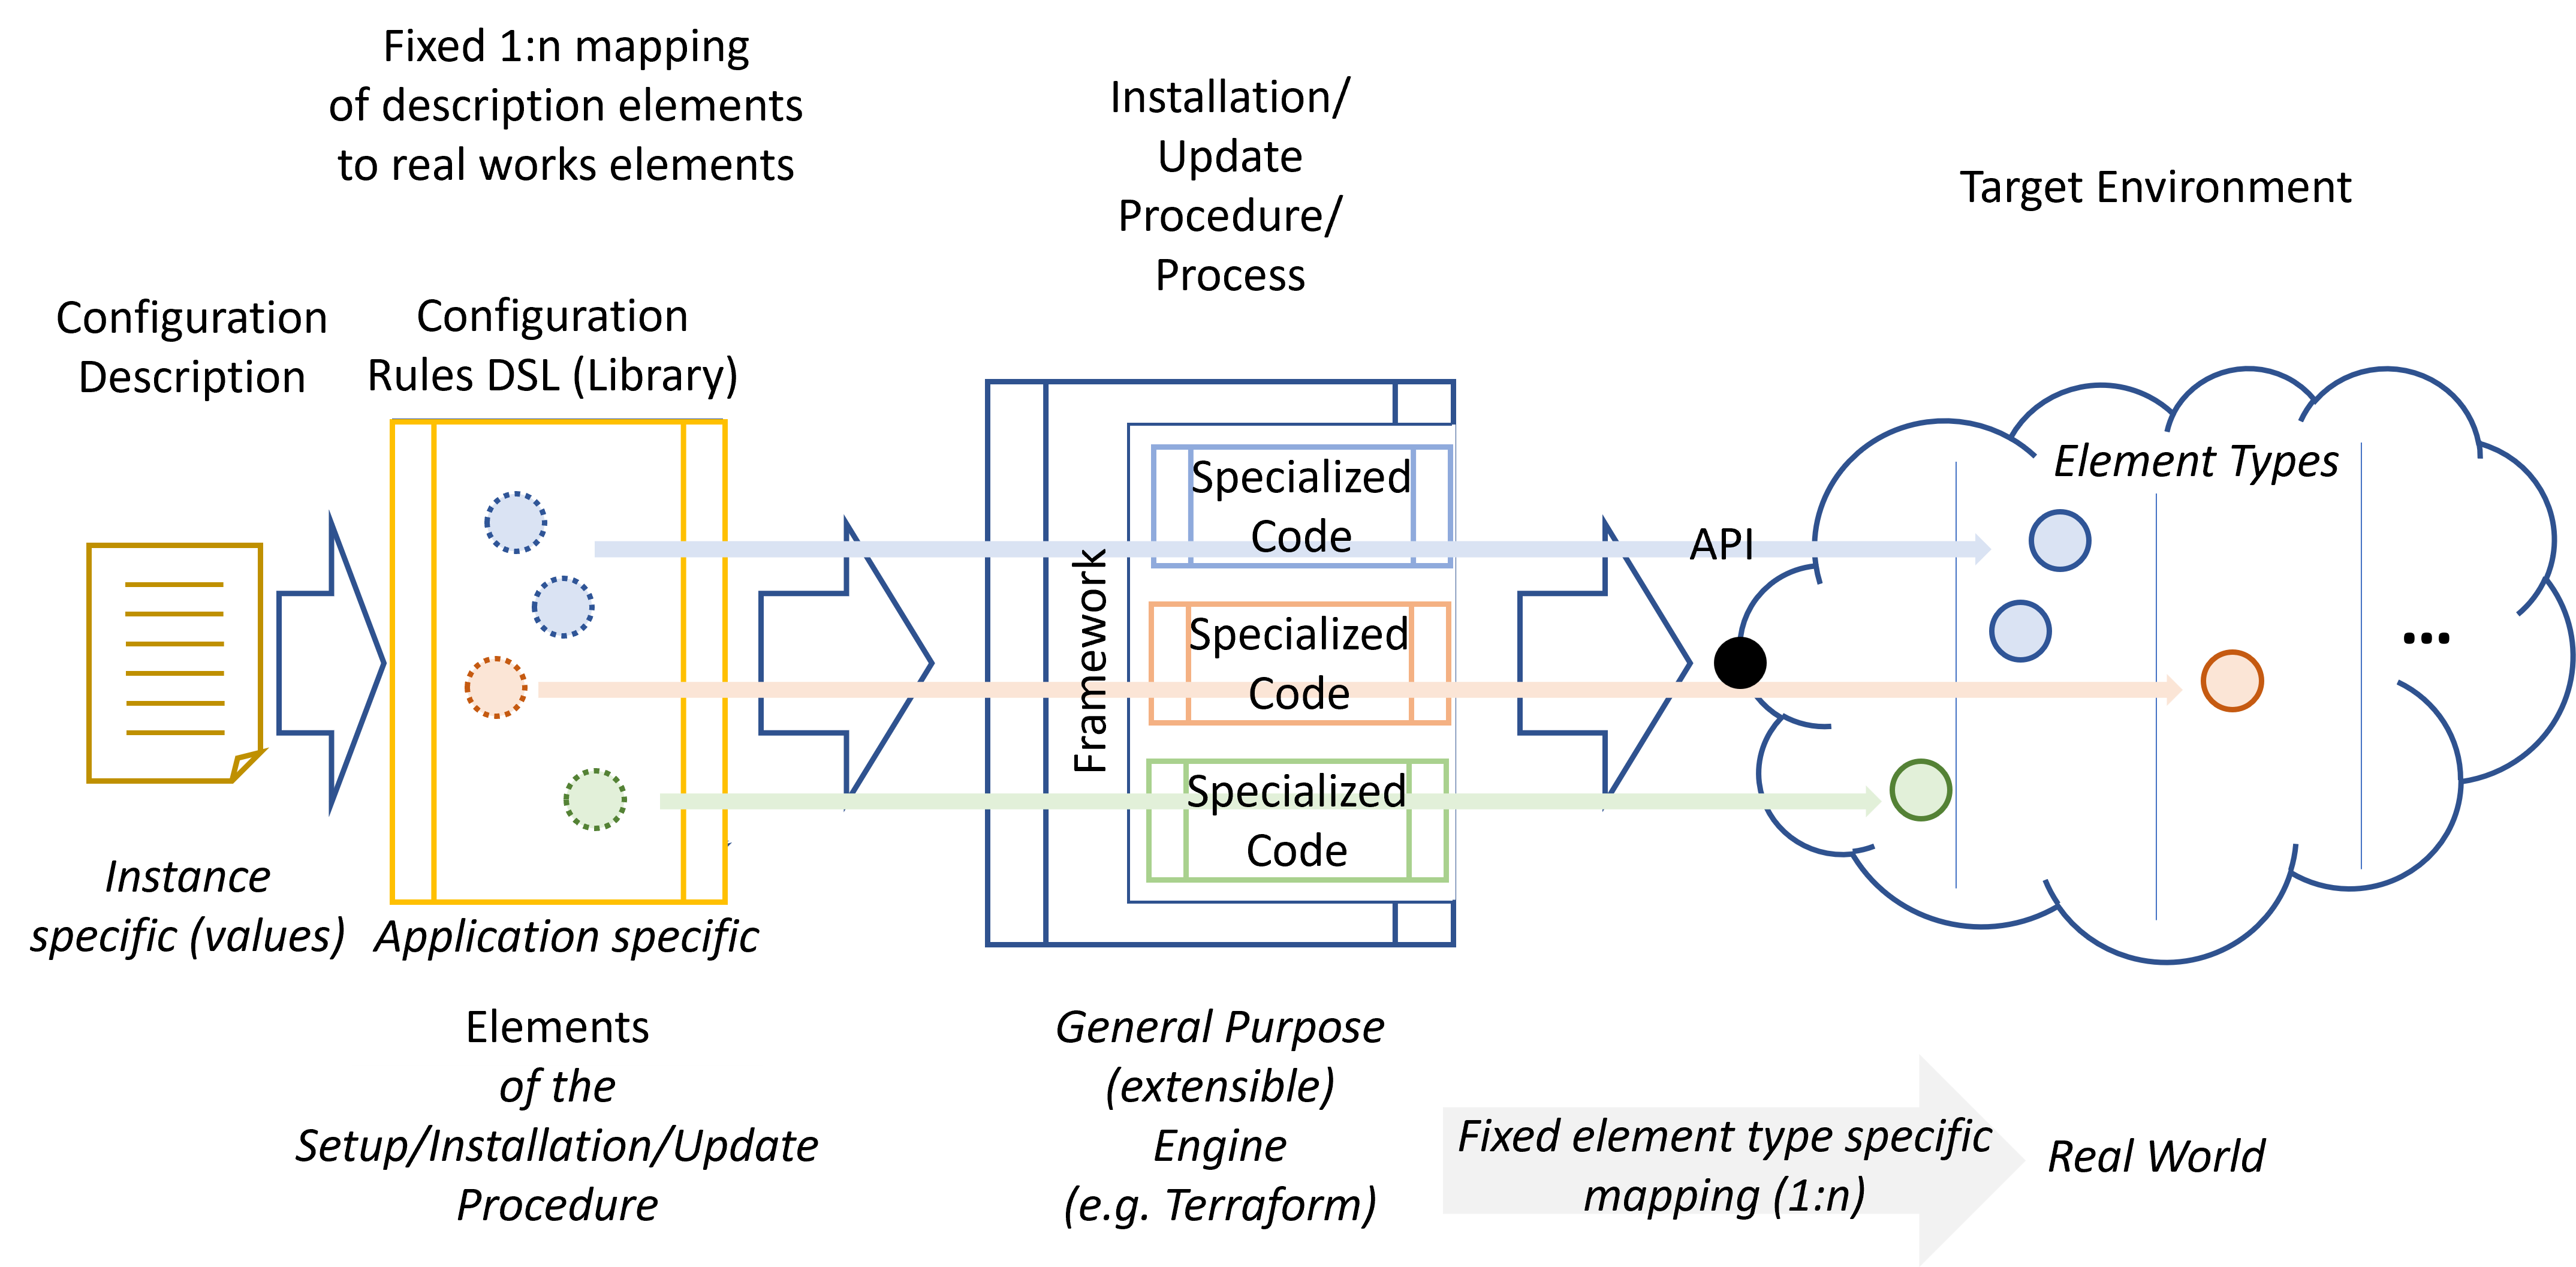 Fixed 1:n mapping
of description elements
to real works elements
Installation/
Update
Procedure/
Process
Target Environment
Configuration
Description
Configuration
Rules DSL (Library)
Element Types
Specialized
Code
API
Framework
Specialized
Code
...
Specialized
Code
Instance
specific (values)
Application specific
Elements
of the
Setup/Installation/Update
Procedure
General Purpose
(extensible)
Engine
(e.g. Terraform)
Fixed element type specific
mapping (1:n)
Real World